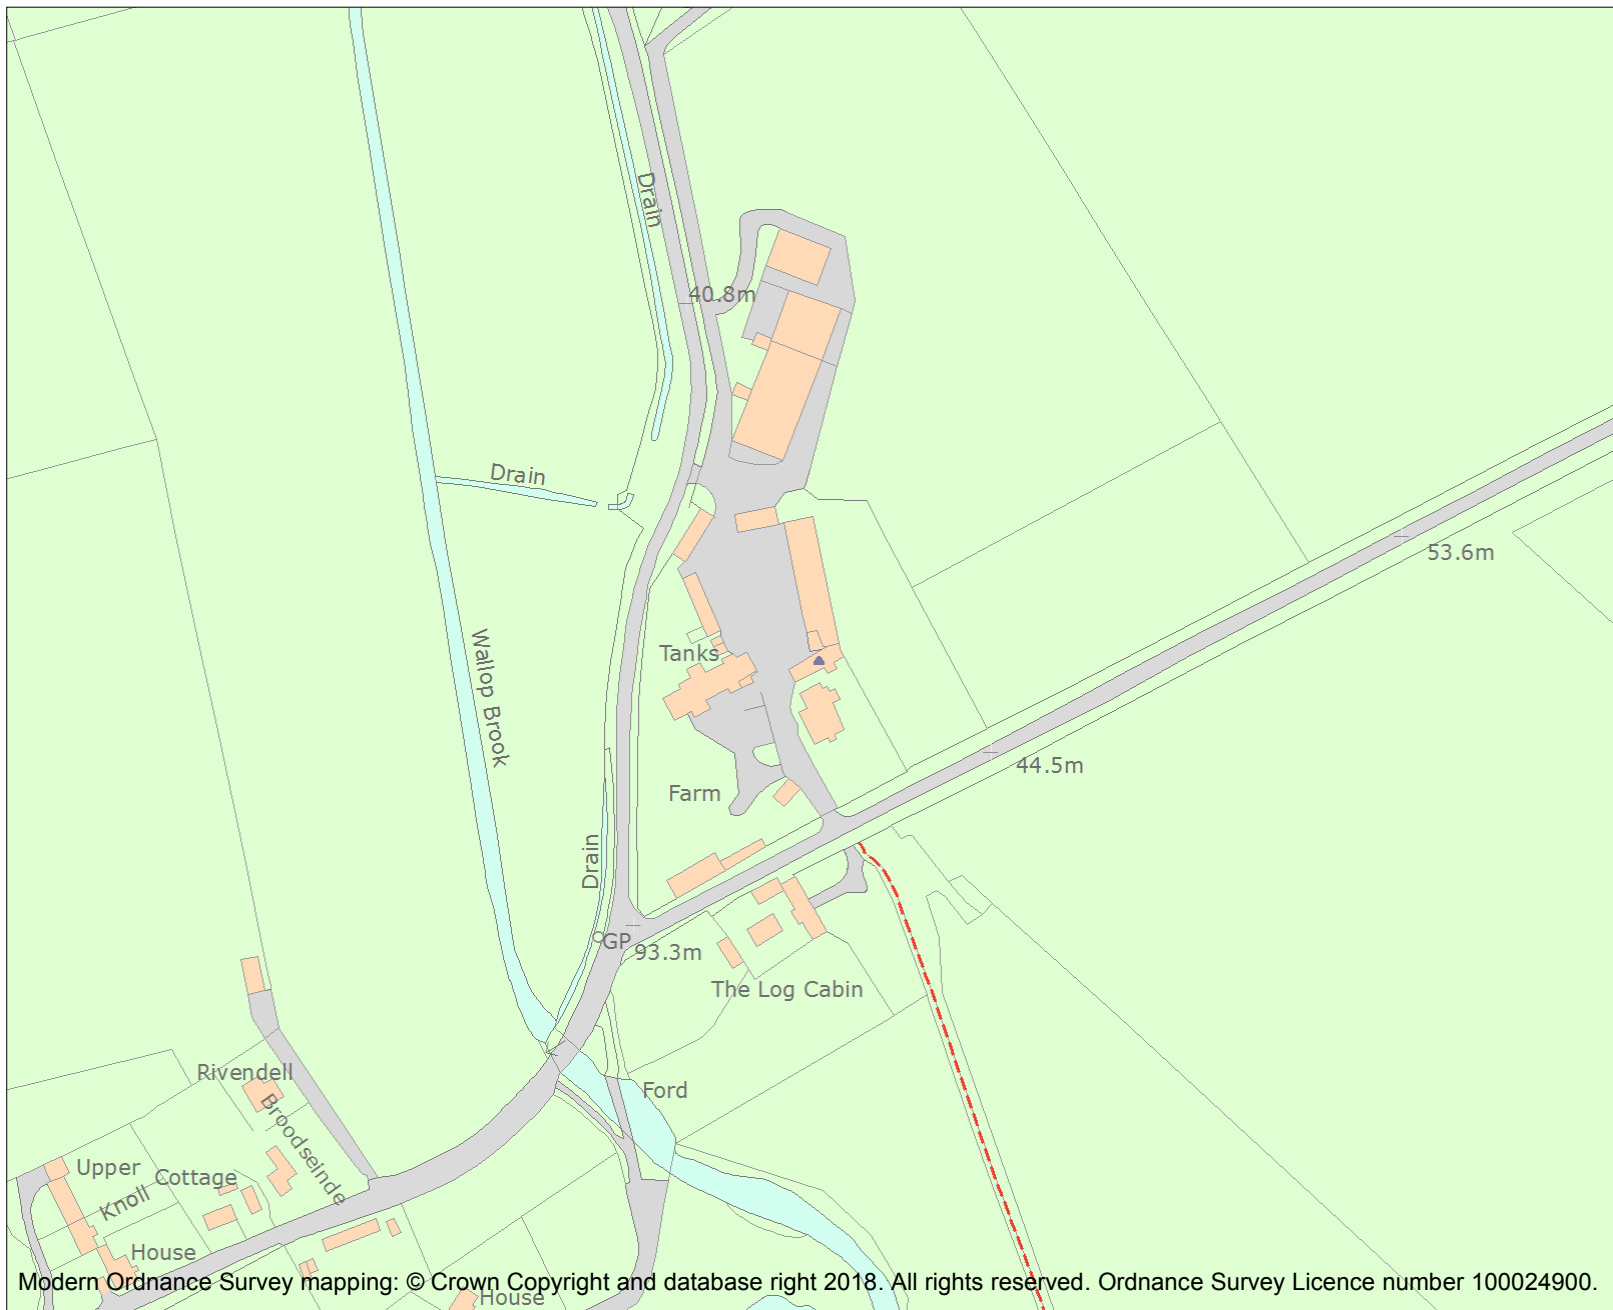 Drain
40.8m
Drain
53.6m
Wallop Brook
Tanks
44.5m
Farm
Drain
GP
93.3m
The Log Cabin
Rivendell
Ford
Broodseinde
Upper
Cottage
Knoll
House
Modern Ordnance Survey mapping: © Crown Copyright and database right 2018. All rights reserved. Ordnance Survey Licence number 100024900.
House